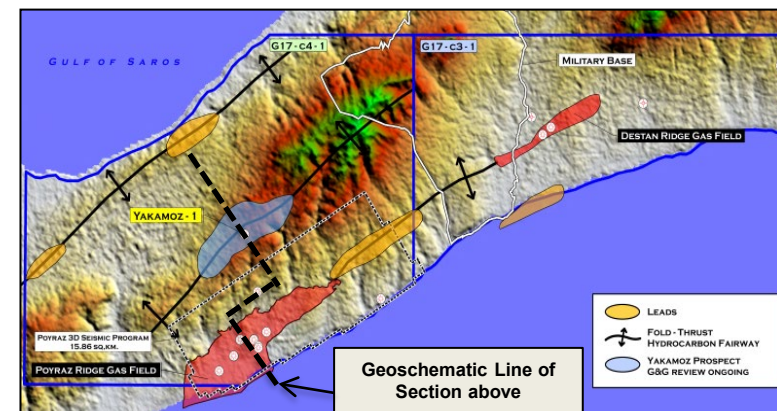 G17-C4-1
G17-C3-1
GULF OF SAROS
MILITARY BASE
DESTAN RIDGE GAS FIELD
YAKAMOZ - 1
POYRAZ 3D SEISMIC PROGRAM
15.86 SQ.KM.
POYRAZ RIDGE GAS FIELD
Geoschematic Line of
Section above
LEADS
FOLD - THRUST
HYDROCARBON FAIRWAY
YAKAMOZ PROSPECT
G&G REVIEW ONGOING